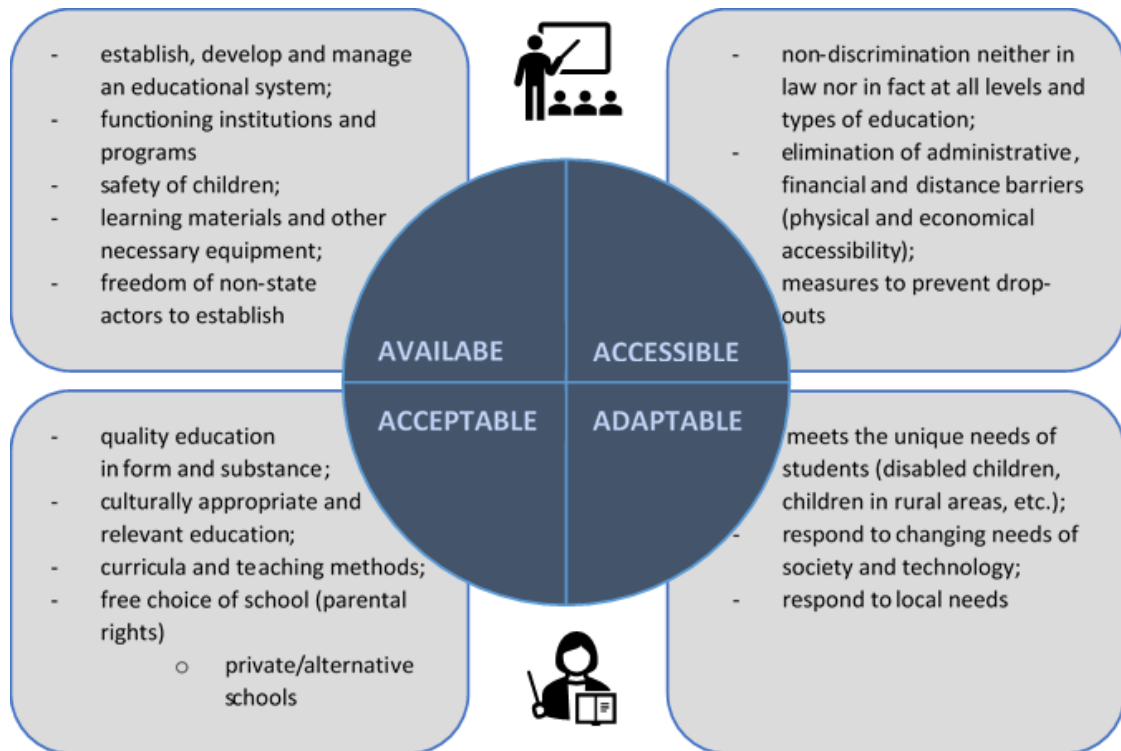 - establish, develop and manage
an educational system;
- functioning institutions and
programs
- safety of children;
- learning materials and other
necessary equipment;
- freedom of non-state
actors to establish
- non-discrimination neither in
law nor in fact at all levels and
types of education;
- elimination of administrative,
financial and distance barriers
(physical and economical
accessibility);
measures to prevent drop-
outs
AVAILABE
ACCESSIBLE
ACCEPTABLE
ADAPTABLE
- quality education
in form and substance;
- culturally appropriate and
relevant education;
- curricula and teaching methods;
- free choice of school (parental
rights)
o private/alternative
schools
meets the unique needs of
students (disabled children,
children in rural areas, etc.);
- respond to changing needs of
society and technology;
- respond to local needs